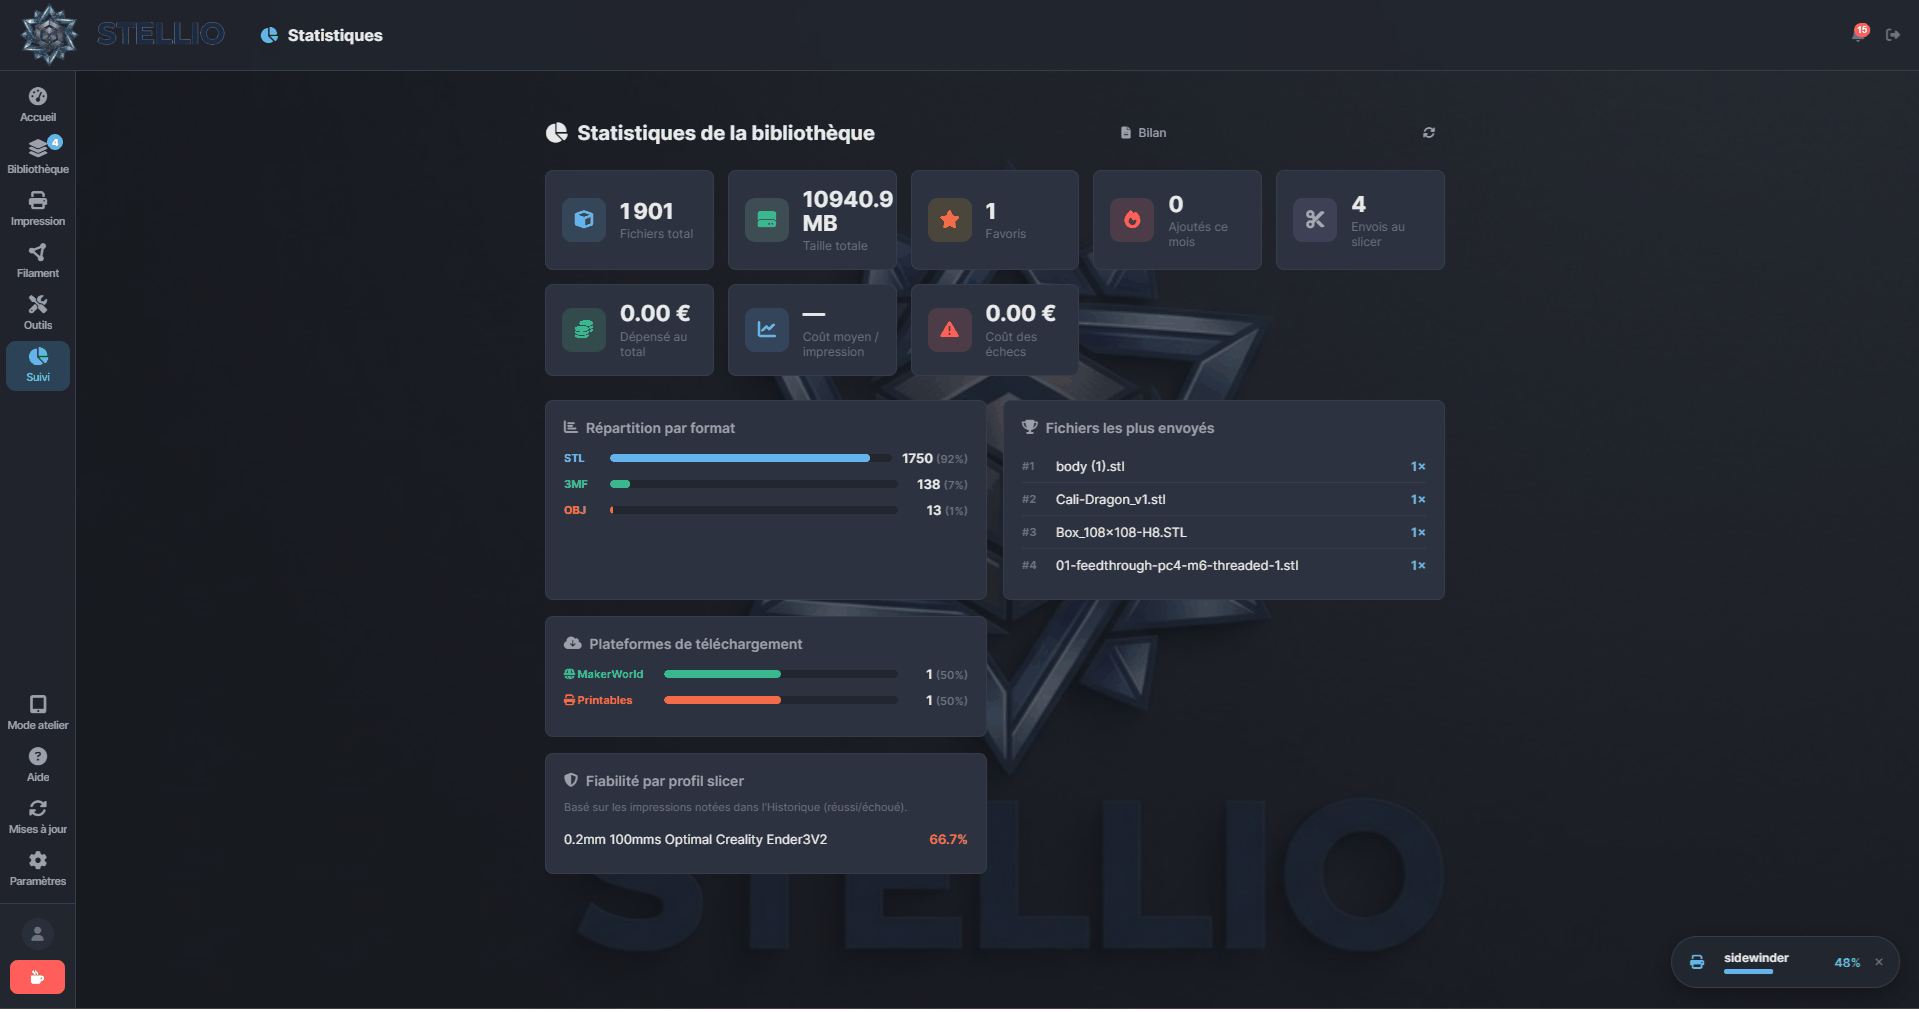 STELLIO
Statistiques
15
Accueil
4
Bibliothèque
Impression
Filament
Outils
Suivi
Mode atelier
Aide
Mises à jour
Paramètres
Statistiques de la bibliothèque
Bilan
1901
Fichiers total
10940.9
MB
Taille totale
1
Favoris
0
Ajoutés ce
mois
4
Envois au
slicer
0.00 €
Dépensé au
total
—
Coût moyen /
impression
0.00 €
Coût des
échecs
Répartition par format
STL 1750 (92%)
3MF 138 (7%)
OBJ 13 (1%)
Fichiers les plus envoyés
#1 body (1).stl 1×
#2 Cali-Dragon_v1.stl 1×
#3 Box_108x108-H8.STL 1×
#4 01-feedthrough-pc4-m6-threaded-1.stl 1×
Plateformes de téléchargement
MakerWorld 1 (50%)
Printables 1 (50%)
Fiabilité par profil slicer
Basé sur les impressions notées dans l'Historique (réussi/échoué).
0.2mm 100mms Optimal Creality Ender3V2 66.7%
STELLIO
sidewinder 48% ×